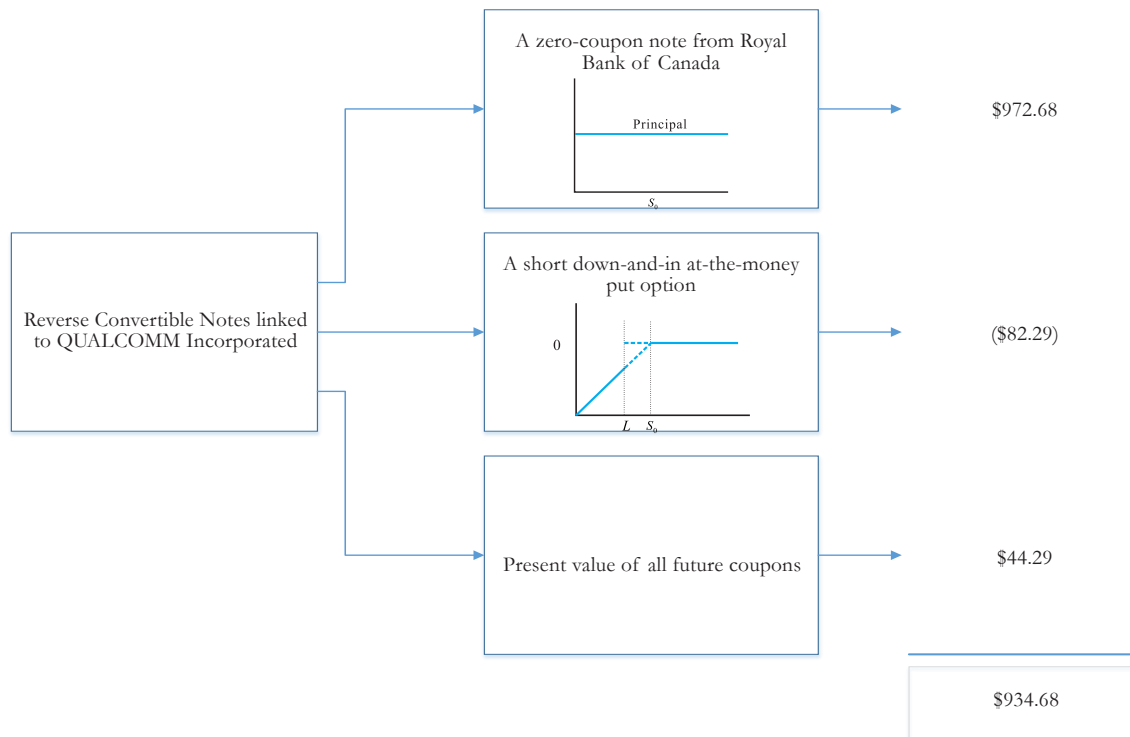 A zero-coupon note from Royal
Bank of Canada
Principal
S₀
$972.68
Reverse Convertible Notes linked
to QUALCOMM Incorporated
A short down-and-in at-the-money
put option
0
L S₀
($82.29)
Present value of all future coupons
$44.29
$934.68